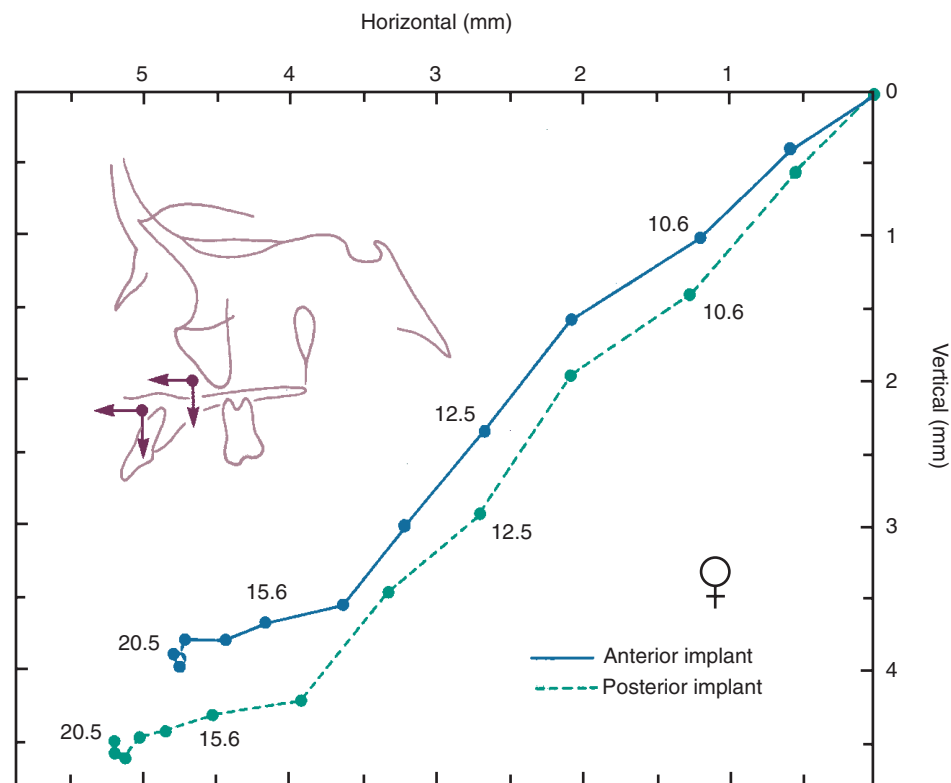 Horizontal (mm)
5 4 3 2 1
0
10.6
1
10.6
Vertical (mm)
2
12.5
3
12.5
15.6
20.5
Anterior implant
4
Posterior implant
20.5
15.6